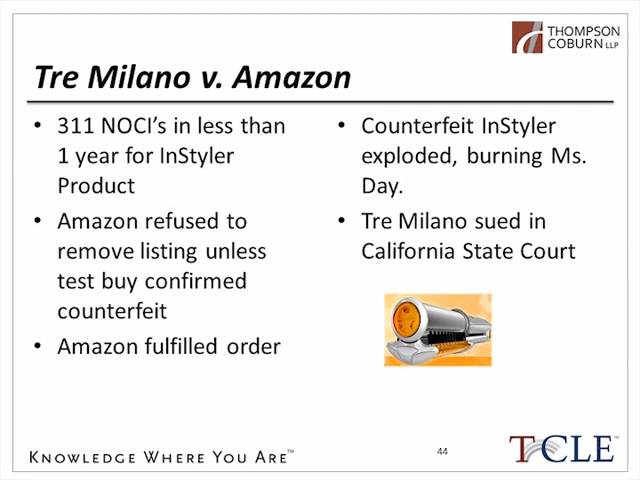 THOMPSON
COBURN LLP
Tre Milano v. Amazon
• 311 NOCI’s in less than
1 year for InStyler
Product
• Amazon refused to
remove listing unless
test buy confirmed
counterfeit
• Amazon fulfilled order
• Counterfeit InStyler
exploded, burning Ms.
Day.
• Tre Milano sued in
California State Court
KNOWLEDGE WHERE YOU ARE™
44
TCLE™